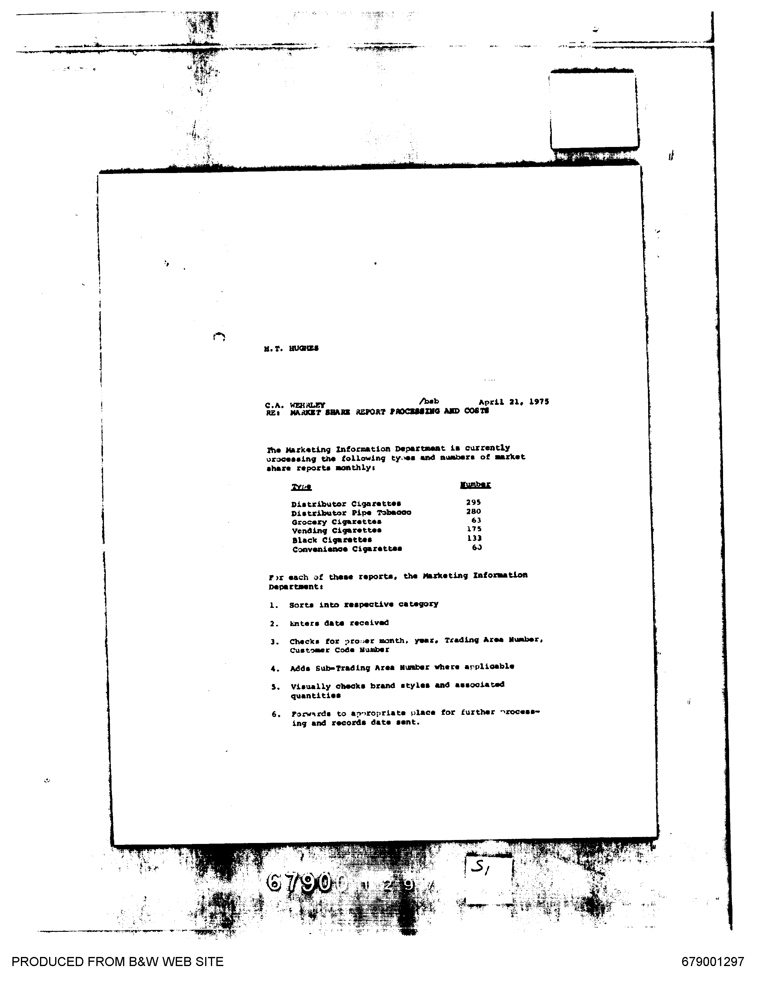 H.T. HUGHES
C.A. WEHRLEY /bsb April 21, 1975
RE: MARKET SHARE REPORT PROCESSING AND COSTS
The Marketing Information Department is currently
processing the following types and numbers of market
share reports monthly:
Type Number
Distributor Cigarettes 295
Distributor Pipe Tobacco 280
Grocery Cigarettes 63
Vending Cigarettes 175
Black Cigarettes 133
Convenience Cigarettes
For each of these reports, the Marketing Information
Department:
1. Sorts into respective category
2. Enters date received
3. Checks for proper month, year, Trading Area Number,
Customer Code Number
4. Adds Sub-Trading Area Number where applicable
5. Visually checks brand styles and associated
quantities
6. Forwards to appropriate place for further process-
ing and records date sent.
S1
679001297
PRODUCED FROM B&W WEB SITE 679001297